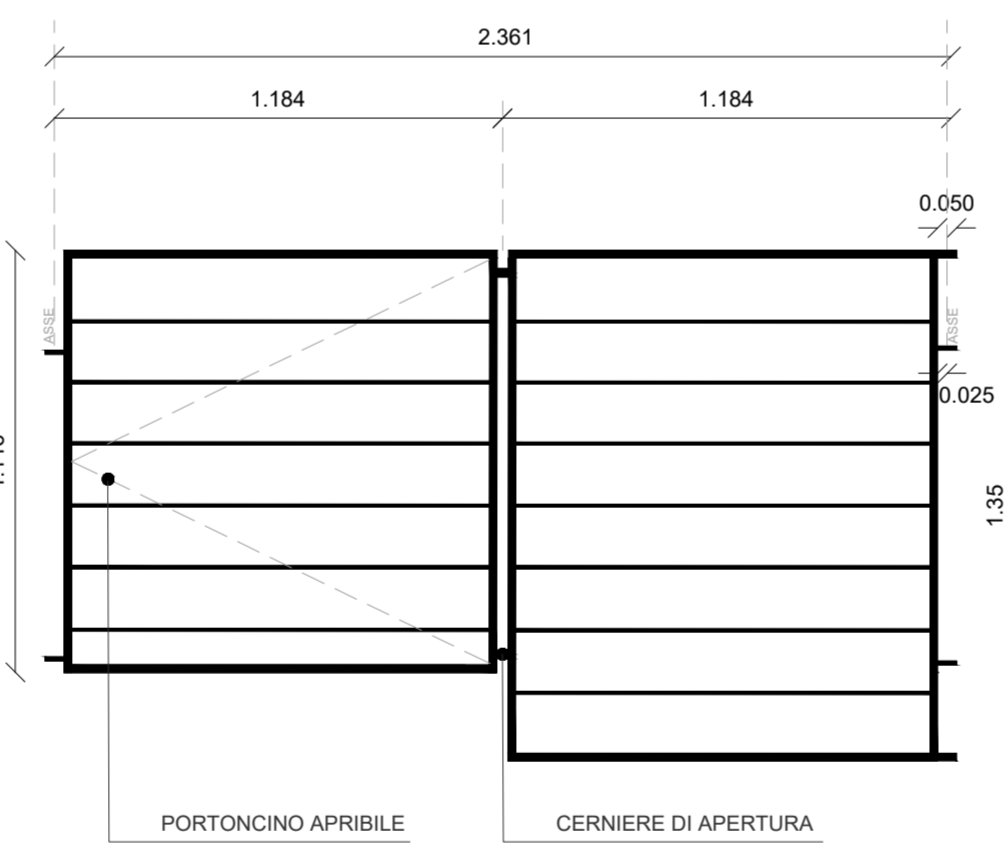 2.361
1.184
1.184
0.050
ASSE
ASSE
0.025
1.35
PORTONCINO APRIBILE
CERNIERE DI APERTURA